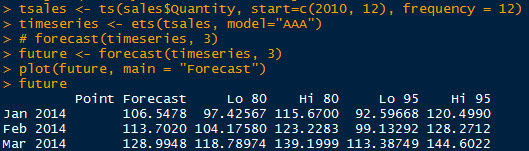 > tsales <- ts(sales$Quantity, start=c(2010, 12), frequency = 12)
> timeseries <- ets(tsales, model="AAA")
> # forecast(timeseries, 3)
> future <- forecast(timeseries, 3)
> plot(future, main = "Forecast")
> future
Point Forecast Lo 80 Hi 80 Lo 95 Hi 95
Jan 2014 106.5478 97.42567 115.6700 92.59668 120.4990
Feb 2014 113.7020 104.17580 123.2283 99.13292 128.2712
Mar 2014 128.9948 118.78974 139.1999 113.38749 144.6022